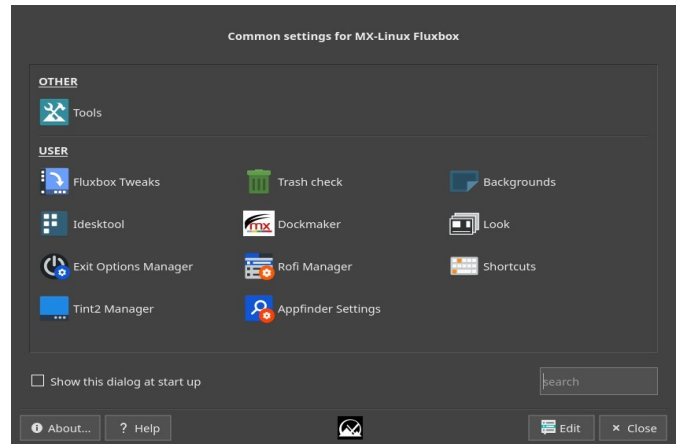 Common settings for MX-Linux Fluxbox
OTHER
Tools
USER
Fluxbox Tweaks
Trash check
Backgrounds
Idesktool
mx
Dockmaker
Look
Exit Options Manager
Rofi Manager
Shortcuts
Tint2 Manager
Appfinder Settings
Show this dialog at start up
search
About...
? Help
Edit
× Close